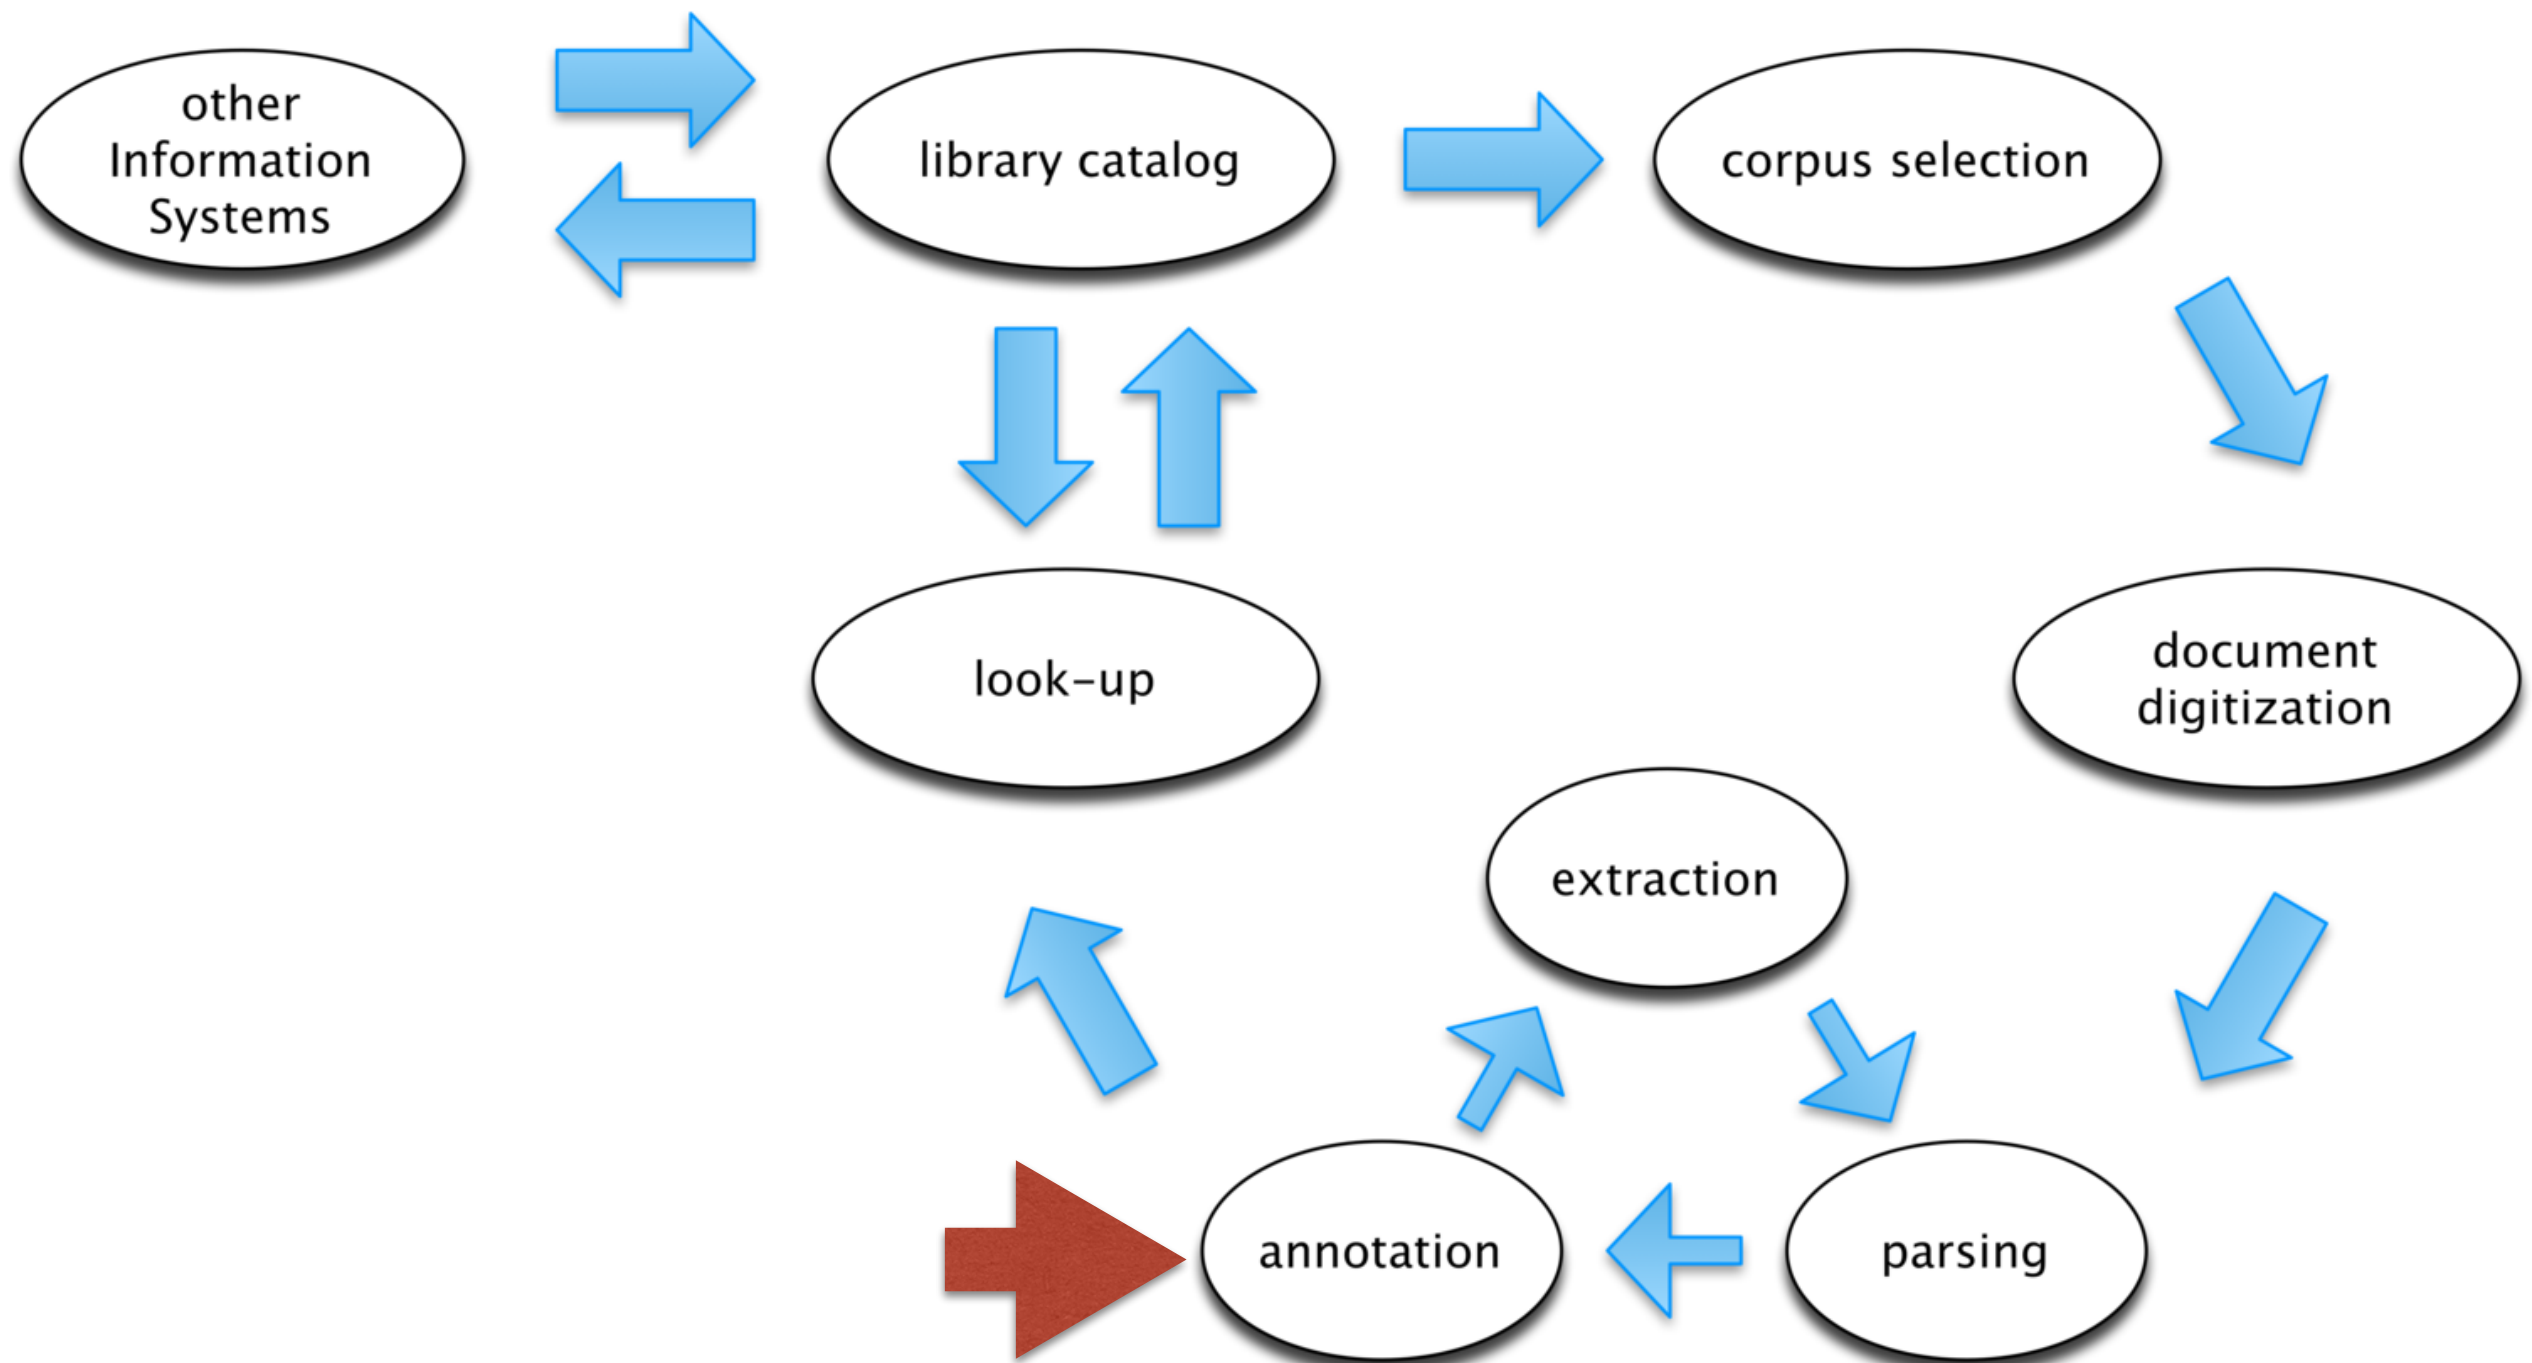 other
Information
Systems
library catalog
corpus selection
look-up
document
digitization
extraction
annotation
parsing